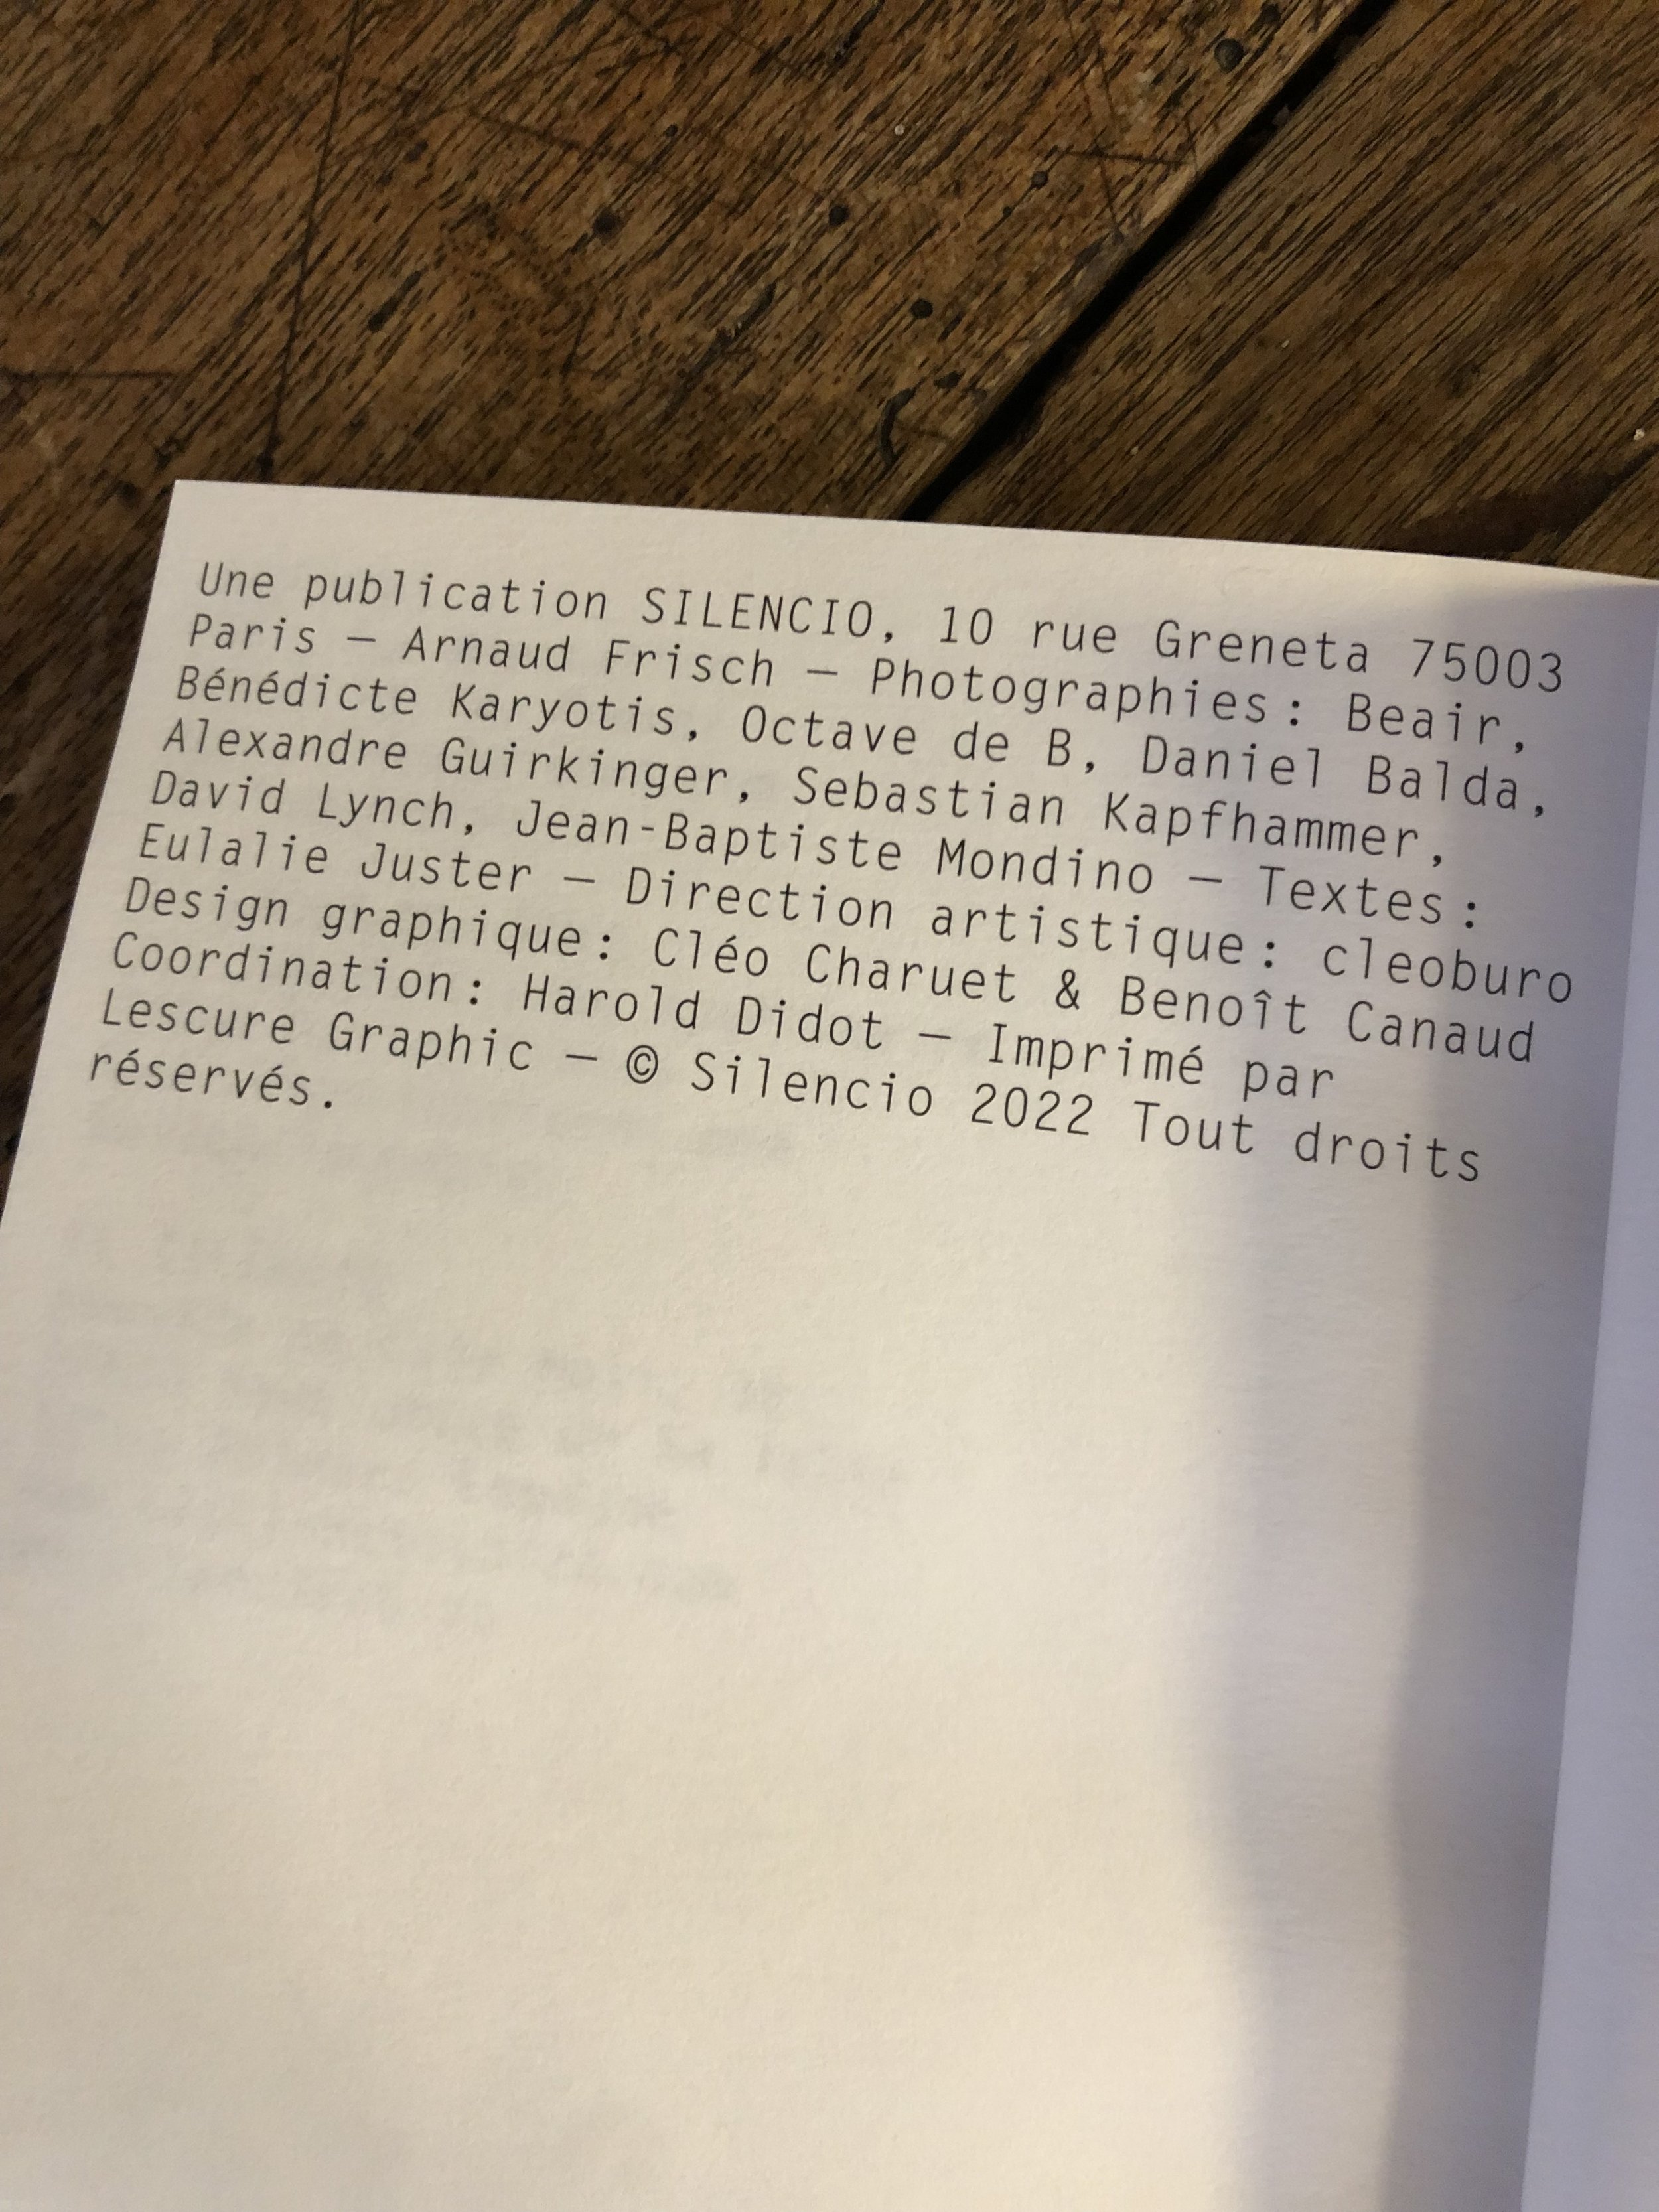 Une publication SILENCIO, 10 rue Greneta 75003
Paris — Arnaud Frisch — Photographies: Beair,
Bénédicte Karyotis, Octave de B, Daniel Balda,
Alexandre Guirkinger, Sebastian Kapfhammer,
David Lynch, Jean-Baptiste Mondino — Textes:
Eulalie Juster — Direction artistique: cleoburo
Design graphique: Cléo Charuet & Benoît Canaud
Coordination: Harold Didot — Imprimé par
Lescure Graphic — © Silencio 2022 Tout droits
réservés.